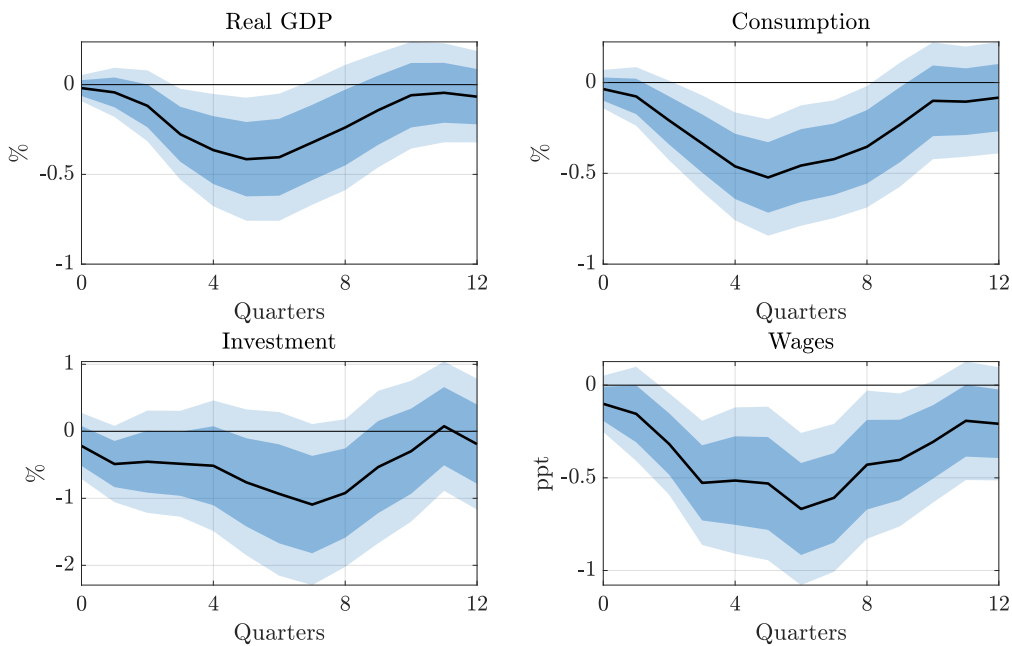 Real GDP
0
-0.5
-1
%
0 4 8 12
Quarters
Consumption
0
-0.5
-1
%
0 4 8 12
Quarters
Investment
1
0
-1
-2
%
0 4 8 12
Quarters
Wages
0
-0.5
-1
ppt
0 4 8 12
Quarters